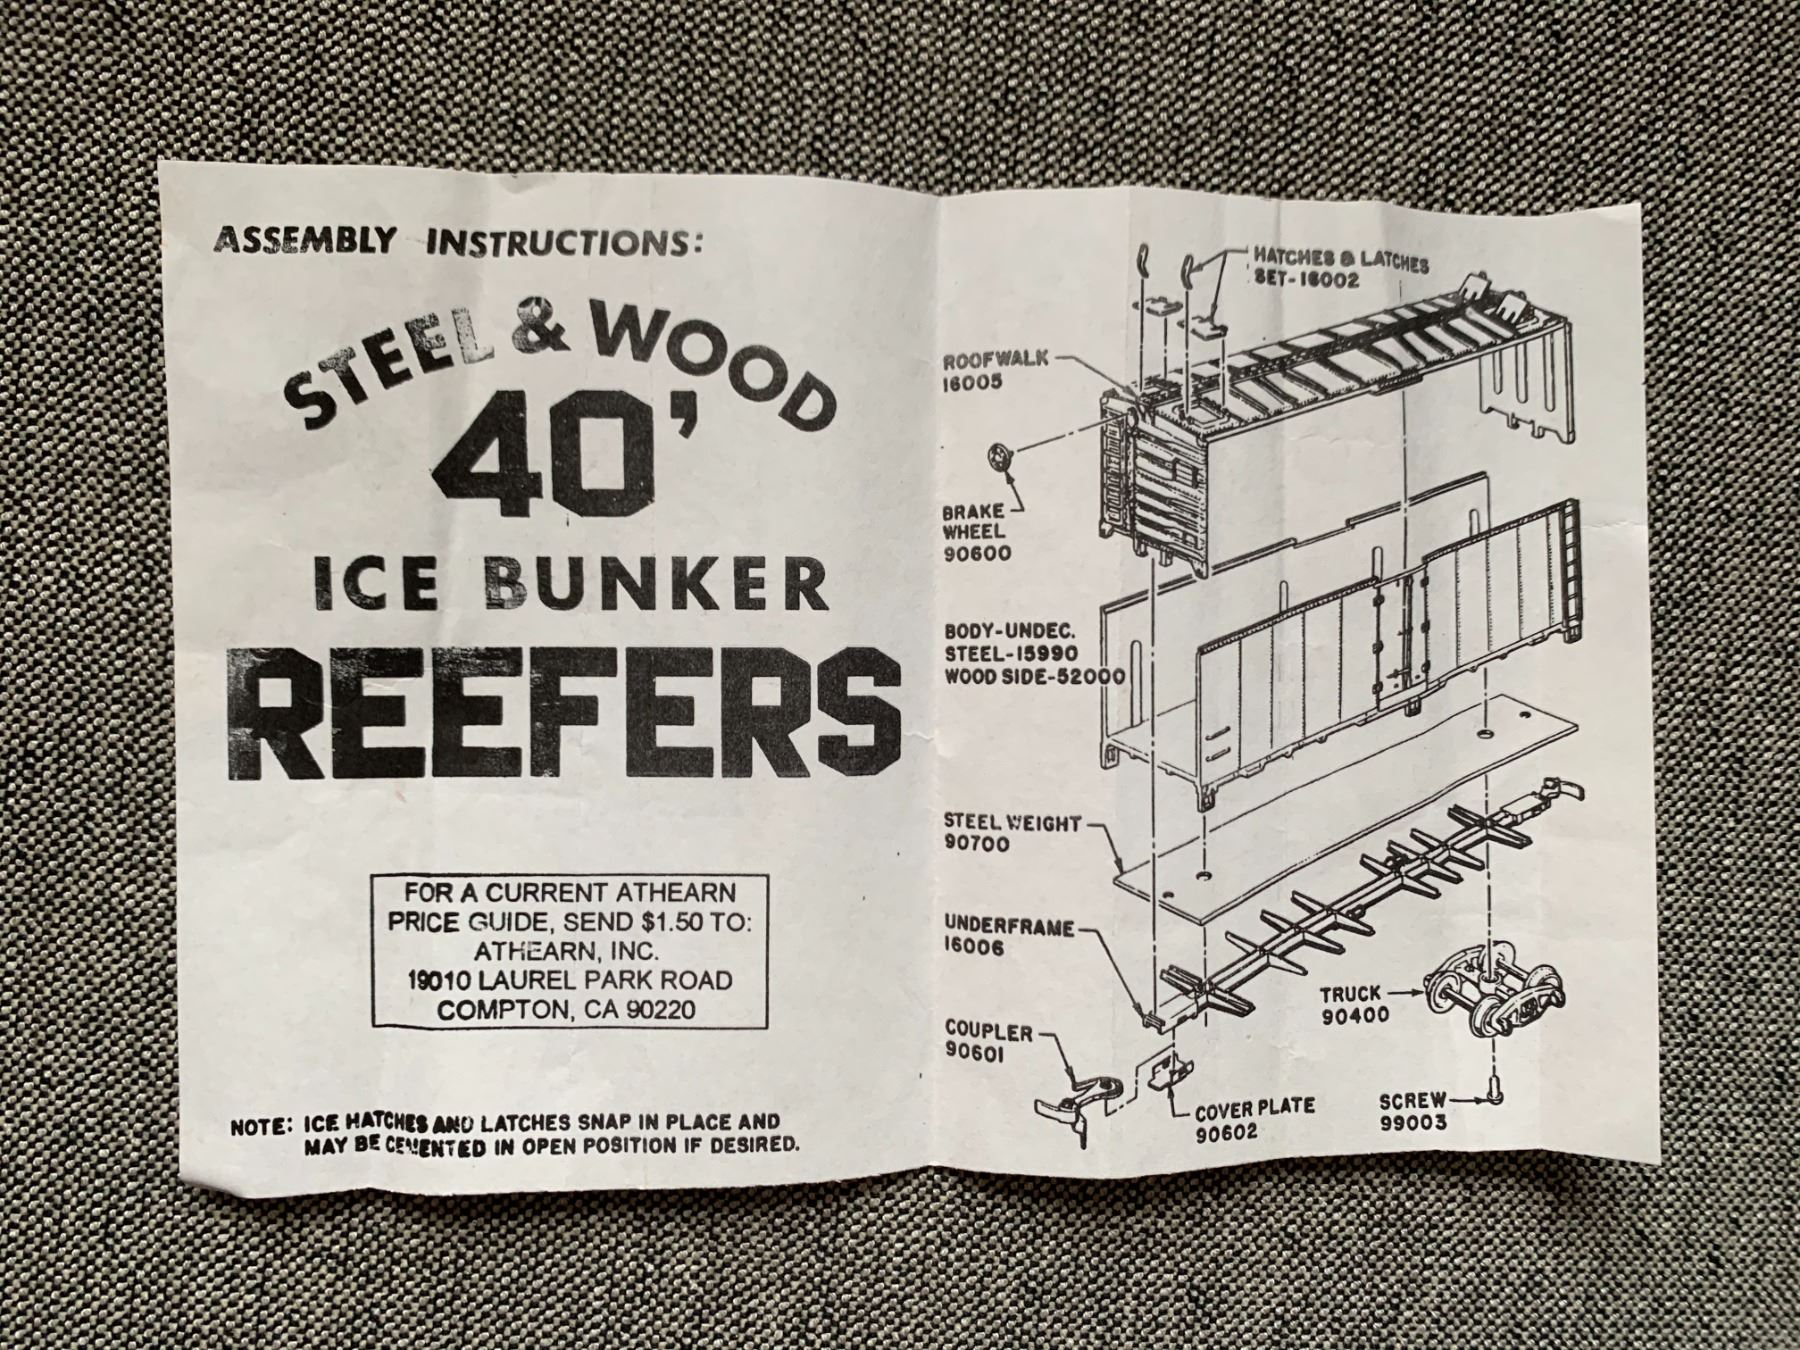 ASSEMBLY INSTRUCTIONS:
STEEL & WOOD
40'
ICE BUNKER
REEFERS
FOR A CURRENT ATHEARN
PRICE GUIDE, SEND $1.50 TO:
ATHEARN, INC.
19010 LAUREL PARK ROAD
COMPTON, CA 90220
NOTE: ICE HATCHES AND LATCHES SNAP IN PLACE AND
MAY BE CEMENTED IN OPEN POSITION IF DESIRED.
HATCHES & LATCHES
SET-16002
ROOFWALK
16005
BRAKE
WHEEL
90600
BODY-UNDEC.
STEEL-15990
WOOD SIDE-52000
STEEL WEIGHT
90700
UNDERFRAME
16006
TRUCK
90400
COUPLER
90601
COVER PLATE
90602
SCREW
99003